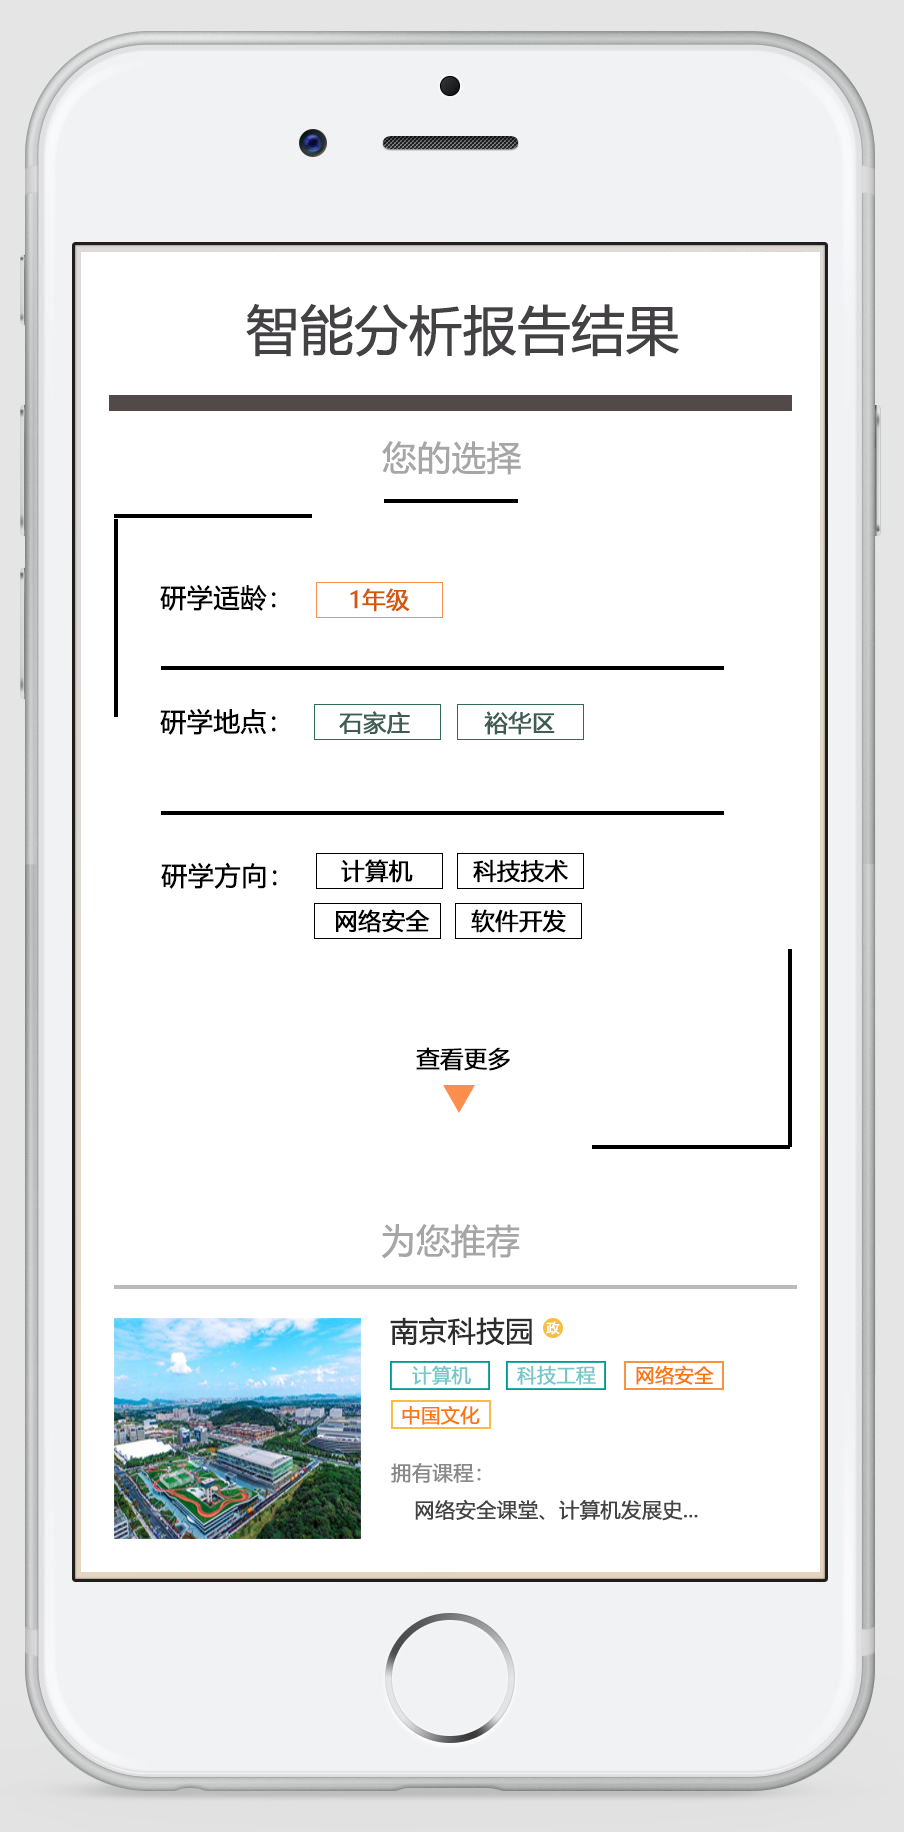 智能分析报告结果
您的选择
研学适龄： 1年级
研学地点： 石家庄 裕华区
研学方向： 计算机 科技技术
网络安全 软件开发
查看更多
为您推荐
南京科技园 政
计算机 科技工程 网络安全
中国文化
拥有课程：
网络安全课堂、计算机发展史...